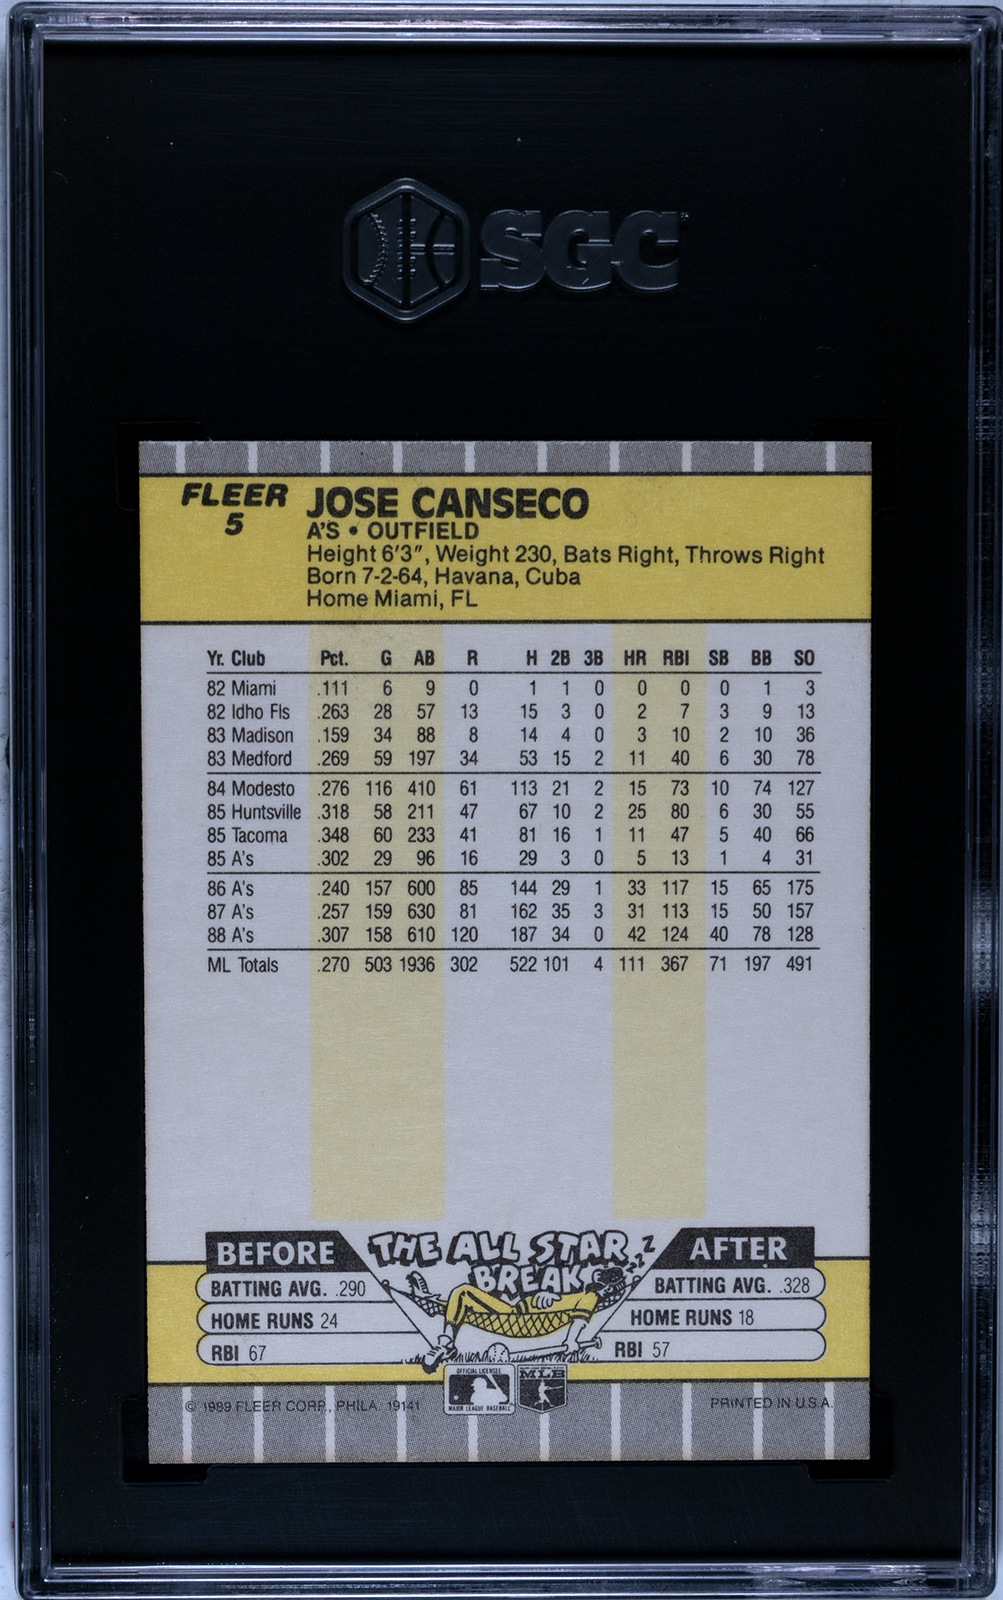 SGC
FLEER
5
JOSE CANSECO
A'S • OUTFIELD
Height 6'3", Weight 230, Bats Right, Throws Right
Born 7-2-64, Havana, Cuba
Home Miami, FL
Yr. Club Pct. G AB R H 2B 3B HR RBI SB BB SO
82 Miami .111 6 9 0 1 1 0 0 0 0 1 3
82 Idho Fls .263 28 57 13 15 3 0 2 7 3 9 13
83 Madison .159 34 88 8 14 4 0 3 10 2 10 36
83 Medford .269 59 197 34 53 15 2 11 40 6 30 78
84 Modesto .276 116 410 61 113 21 2 15 73 10 74 127
85 Huntsville .318 58 211 47 67 10 2 25 80 6 30 55
85 Tacoma .348 60 233 41 81 16 1 11 47 5 40 66
85 A's .302 29 96 16 29 3 0 5 13 1 4 31
86 A's .240 157 600 85 144 29 1 33 117 15 65 175
87 A's .257 159 630 81 162 35 3 31 113 15 50 157
88 A's .307 158 610 120 187 34 0 42 124 40 78 128
ML Totals .270 503 1936 302 522 101 4 111 367 71 197 491
BEFORE
BATTING AVG. .290
HOME RUNS 24
RBI 67
THE ALL STAR
BREAK
Z Z Z Z
AFTER
BATTING AVG. .328
HOME RUNS 18
RBI 57
OFFICIAL LICENSEE
MAJOR LEAGUE BASEBALL
MLB
© 1989 FLEER CORP., PHILA. 19141
PRINTED IN U.S.A.